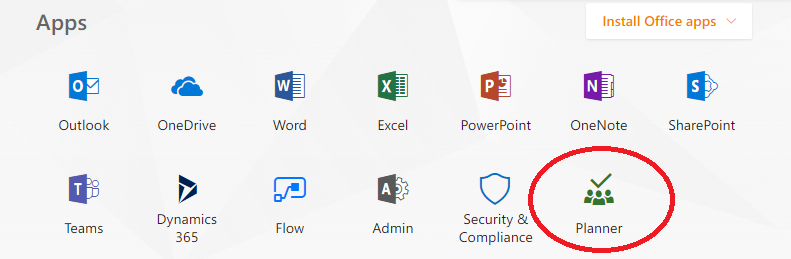 Apps
Install Office apps
Outlook
OneDrive
Word
Excel
PowerPoint
OneNote
SharePoint
Teams
Dynamics
365
Flow
Admin
Security &
Compliance
Planner